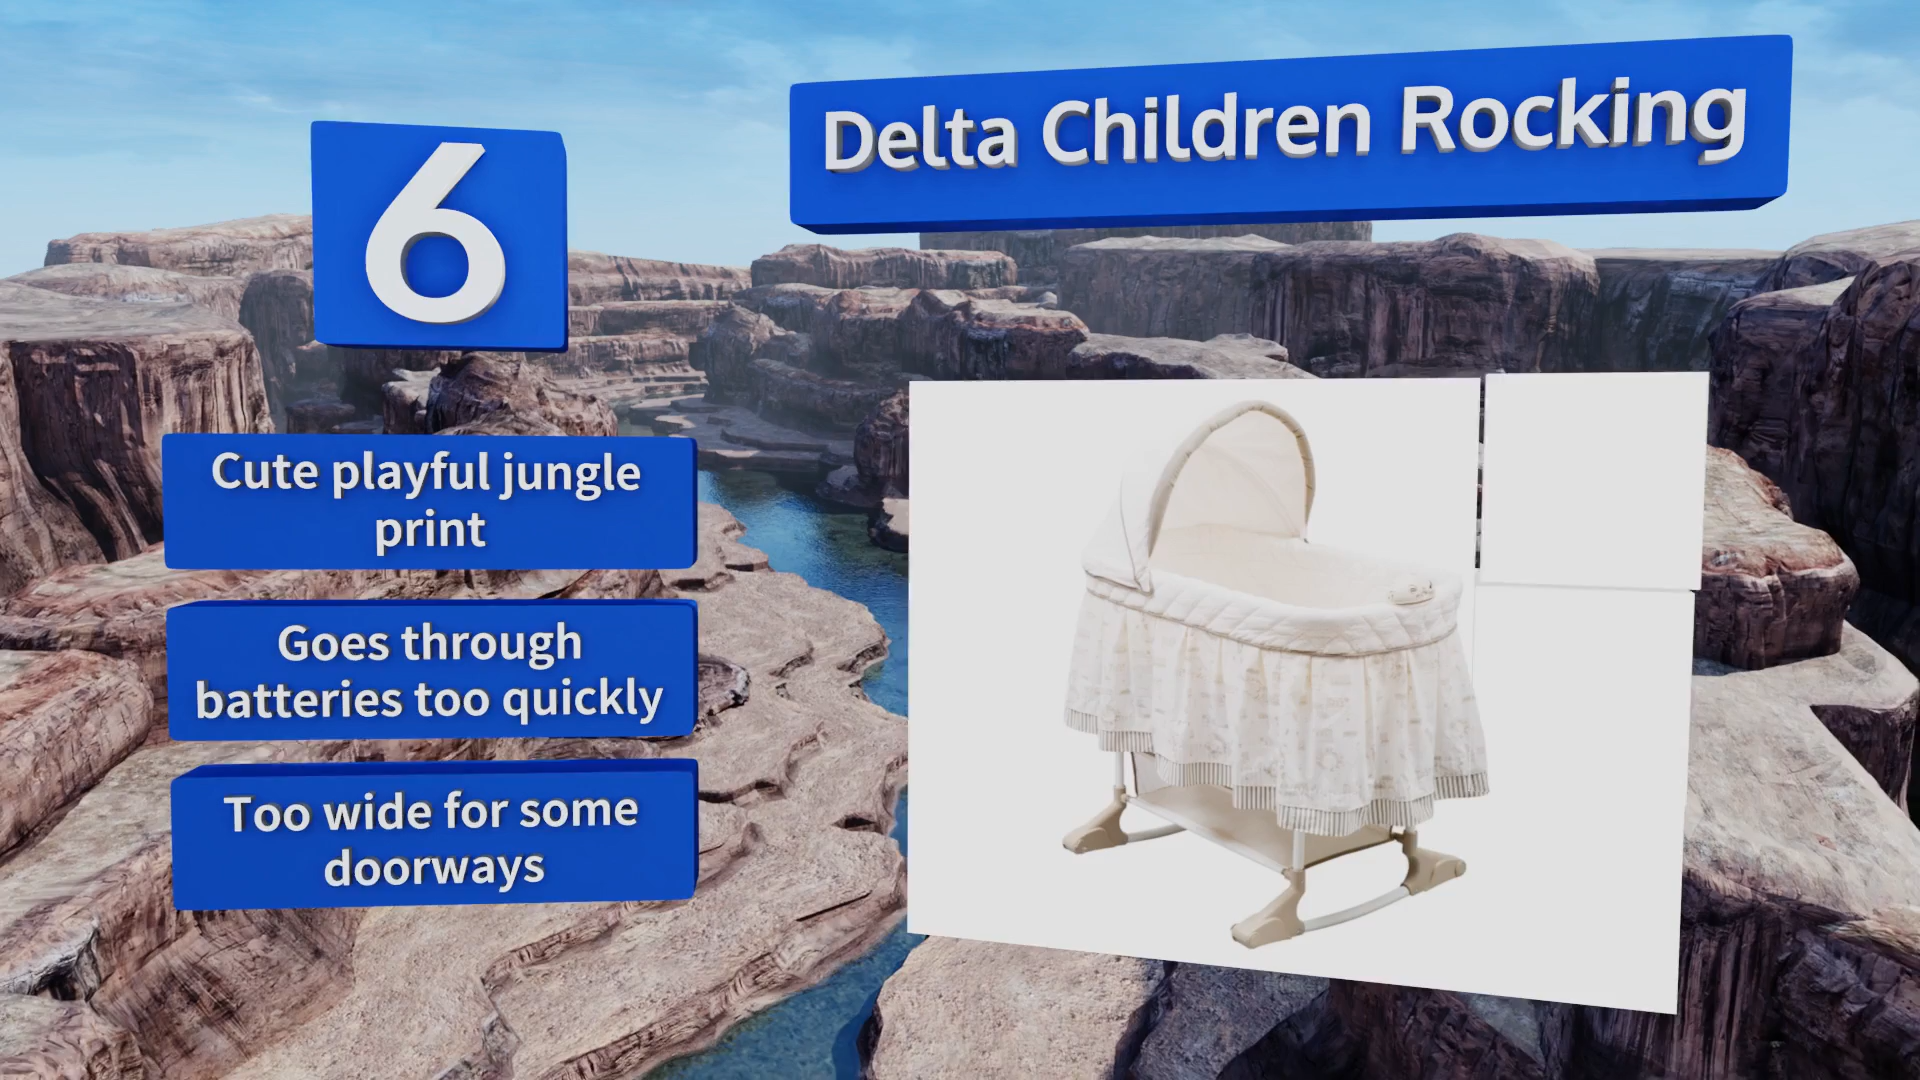 6
Delta Children Rocking
Cute playful jungle
print
Goes through
batteries too quickly
Too wide for some
doorways